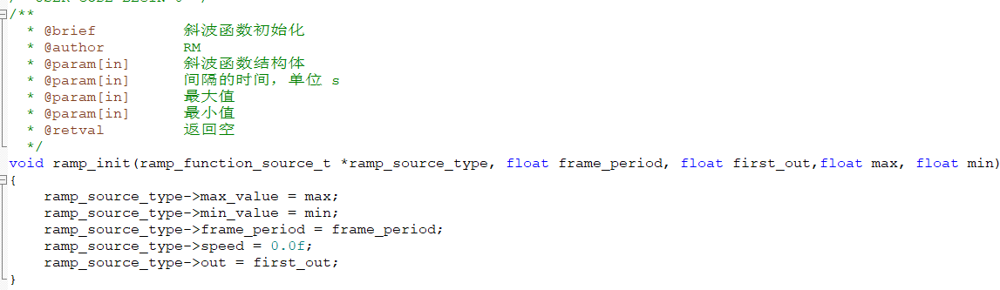 /**
* @brief 斜波函数初始化
* @author RM
* @param[in] 斜波函数结构体
* @param[in] 间隔的时间，单位 s
* @param[in] 最大值
* @param[in] 最小值
* @retval 返回空
*/
void ramp_init(ramp_function_source_t *ramp_source_type, float frame_period, float first_out,float max, float min)
{
ramp_source_type->max_value = max;
ramp_source_type->min_value = min;
ramp_source_type->frame_period = frame_period;
ramp_source_type->speed = 0.0f;
ramp_source_type->out = first_out;
}